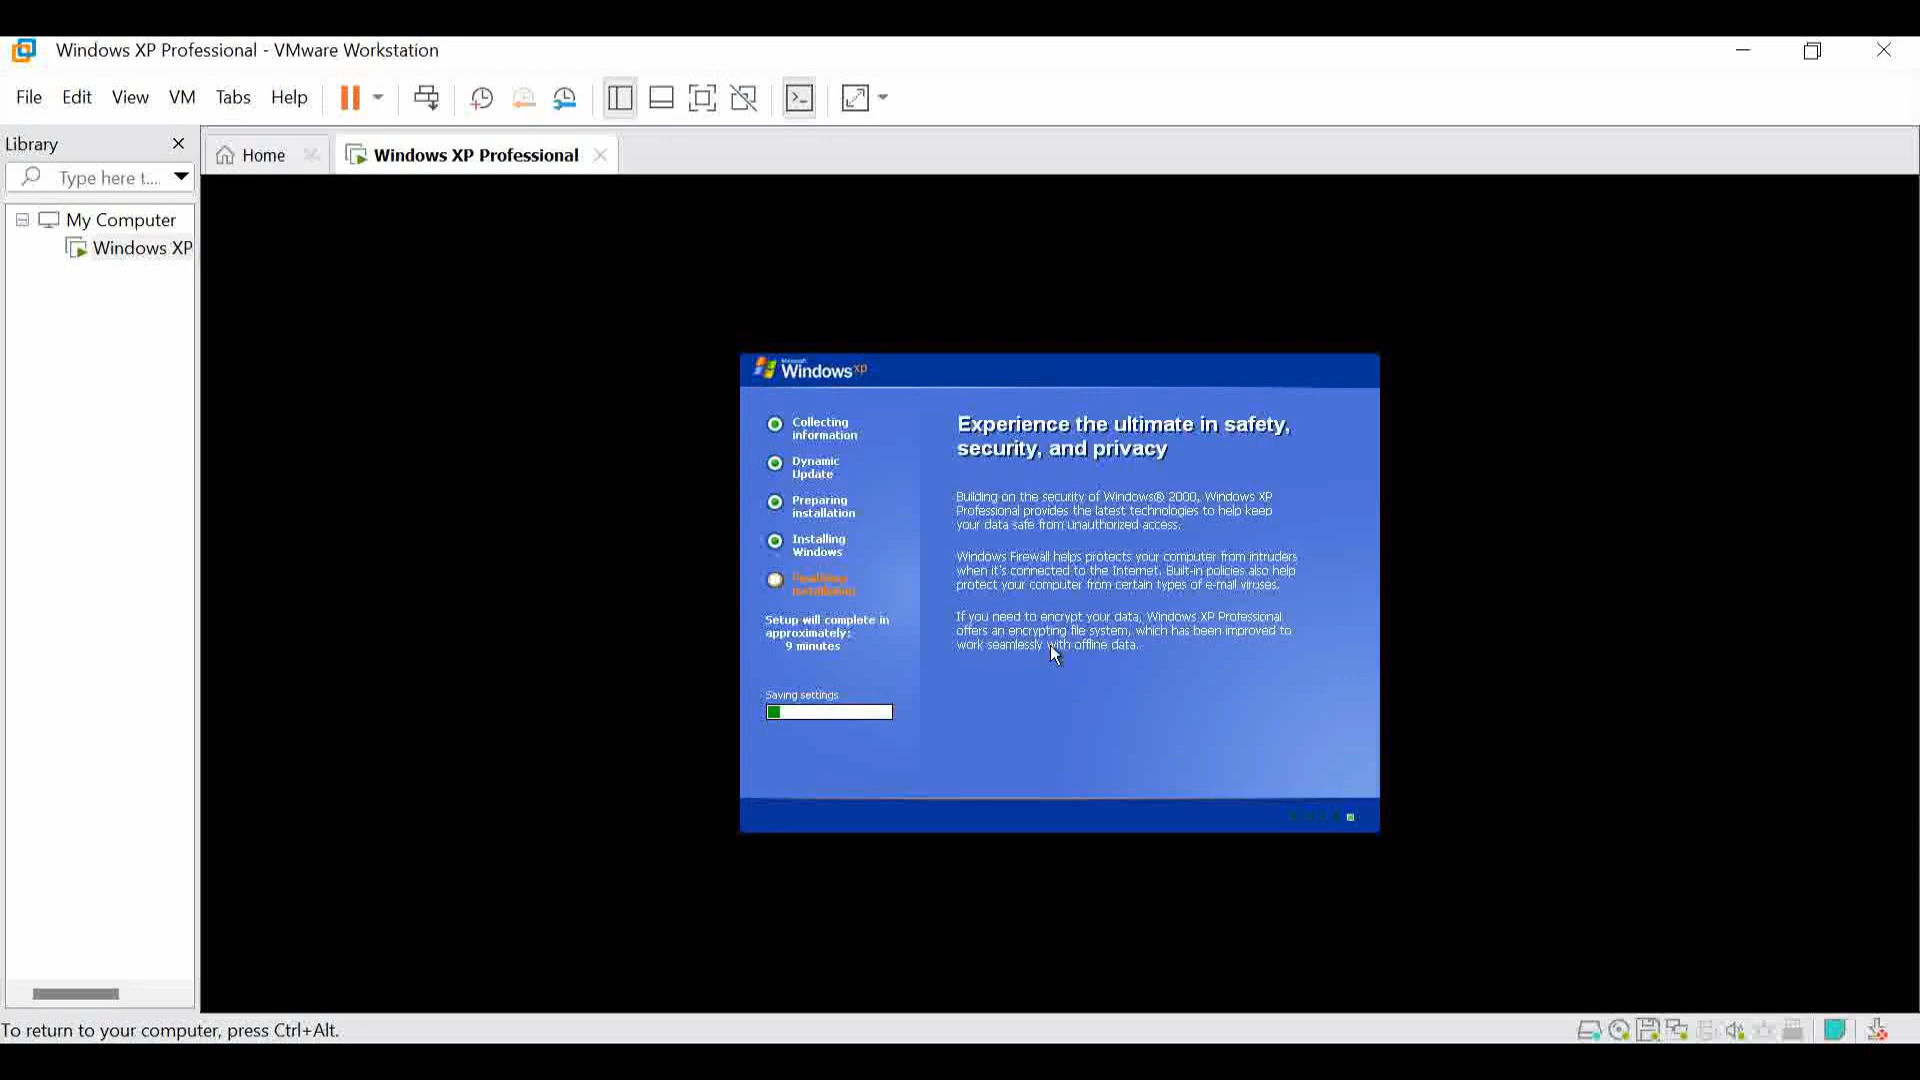 Windows XP Professional - VMware Workstation
File Edit View VM Tabs Help
Library
Type here t....
My Computer
Windows XP
Home
Windows XP Professional
Microsoft
Windows xp
Collecting
information
Dynamic
Update
Preparing
installation
Installing
Windows
Finalizing
installation
Setup will complete in
approximately:
9 minutes
Saving settings
Experience the ultimate in safety,
security, and privacy
Building on the security of Windows® 2000, Windows XP
Professional provides the latest technologies to help keep
your data safe from unauthorized access.
Windows Firewall helps protects your computer from intruders
when it's connected to the Internet. Built-in policies also help
protect your computer from certain types of e-mail viruses.
If you need to encrypt your data, Windows XP Professional
offers an encrypting file system, which has been improved to
work seamlessly with offline data.
To return to your computer, press Ctrl+Alt.